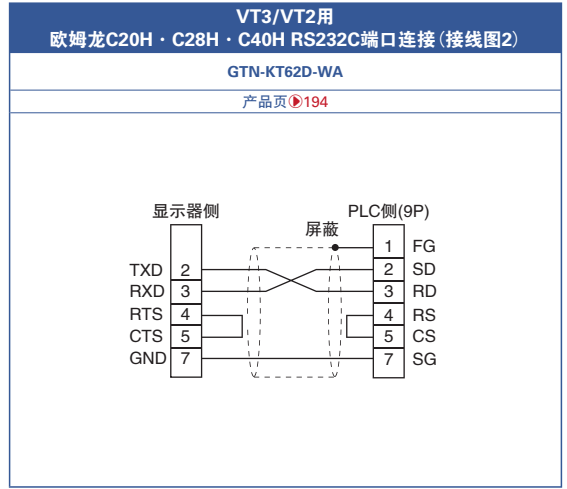 VT3/VT2用
欧姆龙C20H・C28H・C40H RS232C端口连接（接线图2）
GTN-KT62D-WA
产品页194
显示器侧 PLC侧(9P)
屏蔽
1 FG
TXD 2 2 SD
RXD 3 3 RD
RTS 4 4 RS
CTS 5 5 CS
GND 7 7 SG